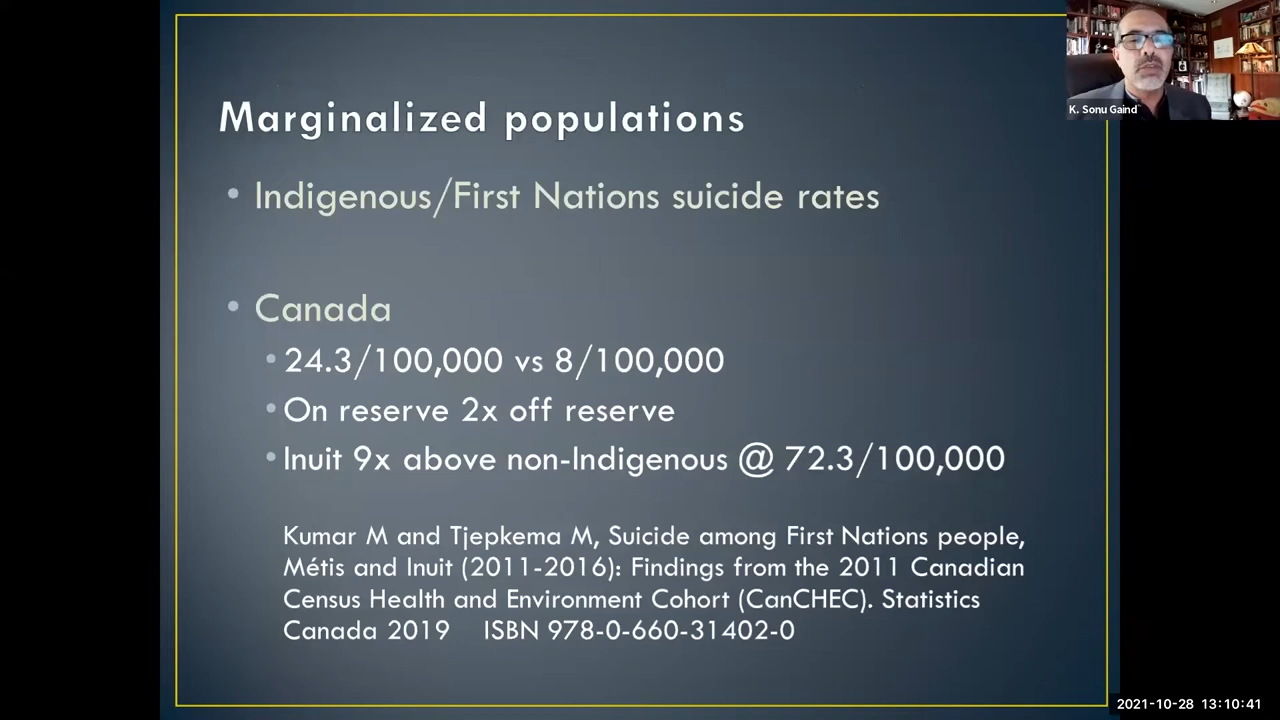 Marginalized populations
K. Sonu Gaind
• Indigenous/First Nations suicide rates
• Canada
• 24.3/100,000 vs 8/100,000
• On reserve 2x off reserve
• Inuit 9x above non-Indigenous @ 72.3/100,000
Kumar M and Tjepkema M, Suicide among First Nations people,
Métis and Inuit (2011-2016): Findings from the 2011 Canadian
Census Health and Environment Cohort (CanCHEC). Statistics
Canada 2019 ISBN 978-0-660-31402-0
2021-10-28 13:10:41